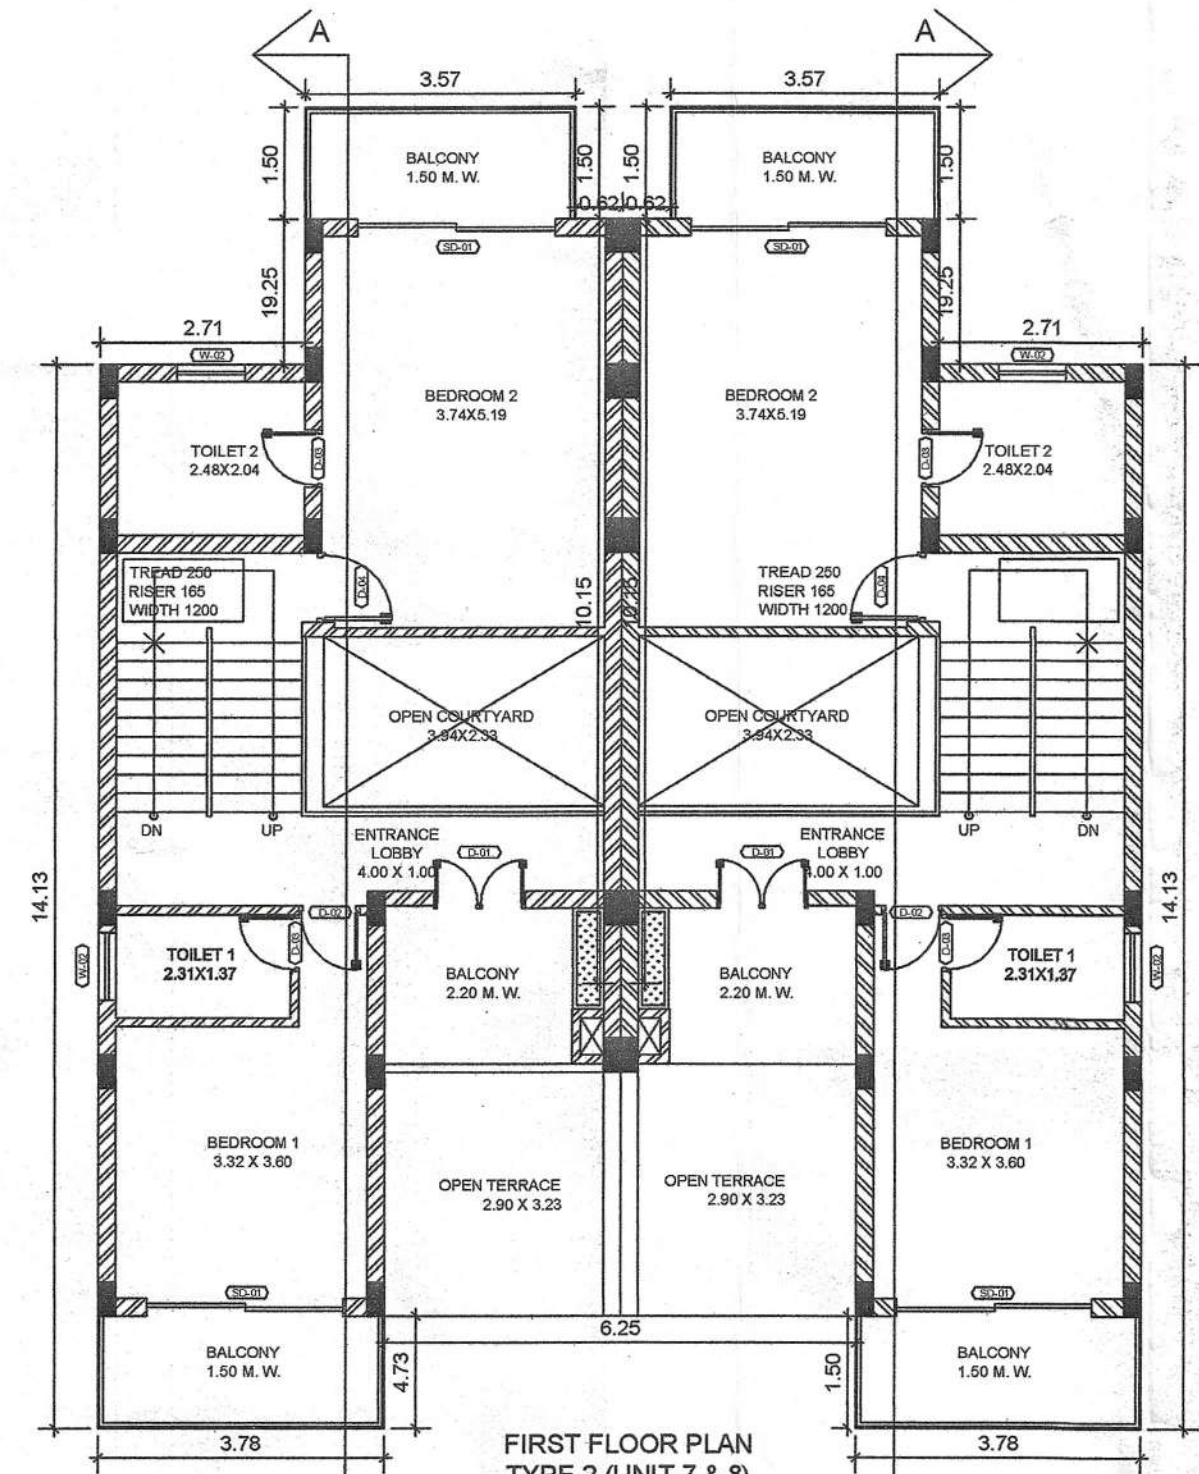 A A
3.57 3.57
1.50 BALCONY 1.50 1.50 BALCONY 1.50
1.50 M. W. 1.50 M. W.
0.62 0.62
SD-01 SD-01
19.25 19.25
2.71 2.71
W-02 W-02
BEDROOM 2 BEDROOM 2
3.74X5.19 3.74X5.19
TOILET 2 D-03 D-03 TOILET 2
2.48X2.04 2.48X2.04
TREAD 250 TREAD 250
RISER 165 D-04 10.15 RISER 165 D-04
WIDTH 1200 WIDTH 1200
OPEN COURTYARD OPEN COURTYARD
3.94X2.33 3.94X2.33
DN UP UP DN
ENTRANCE ENTRANCE
LOBBY D-01 D-01 LOBBY
4.00 X 1.00 4.00 X 1.00
14.13 14.13
D-02 D-02
W-02 TOILET 1 D-03 D-03 TOILET 1 W-02
2.31X1.37 2.31X1.37
BALCONY BALCONY
2.20 M. W. 2.20 M. W.
BEDROOM 1 BEDROOM 1
3.32 X 3.60 3.32 X 3.60
OPEN TERRACE OPEN TERRACE
2.90 X 3.23 2.90 X 3.23
SD-01 SD-01
6.25
BALCONY 4.73 1.50 BALCONY
1.50 M. W. 1.50 M. W.
3.78 3.78
FIRST FLOOR PLAN
TYPE 2 (UNIT 7 & 8)